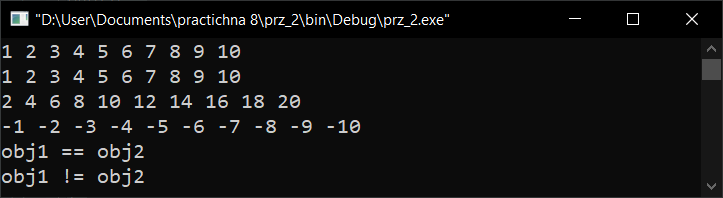 "D:\User\Documents\practichna 8\prz_2\bin\Debug\prz_2.exe"
1 2 3 4 5 6 7 8 9 10
1 2 3 4 5 6 7 8 9 10
2 4 6 8 10 12 14 16 18 20
-1 -2 -3 -4 -5 -6 -7 -8 -9 -10
obj1 == obj2
obj1 != obj2